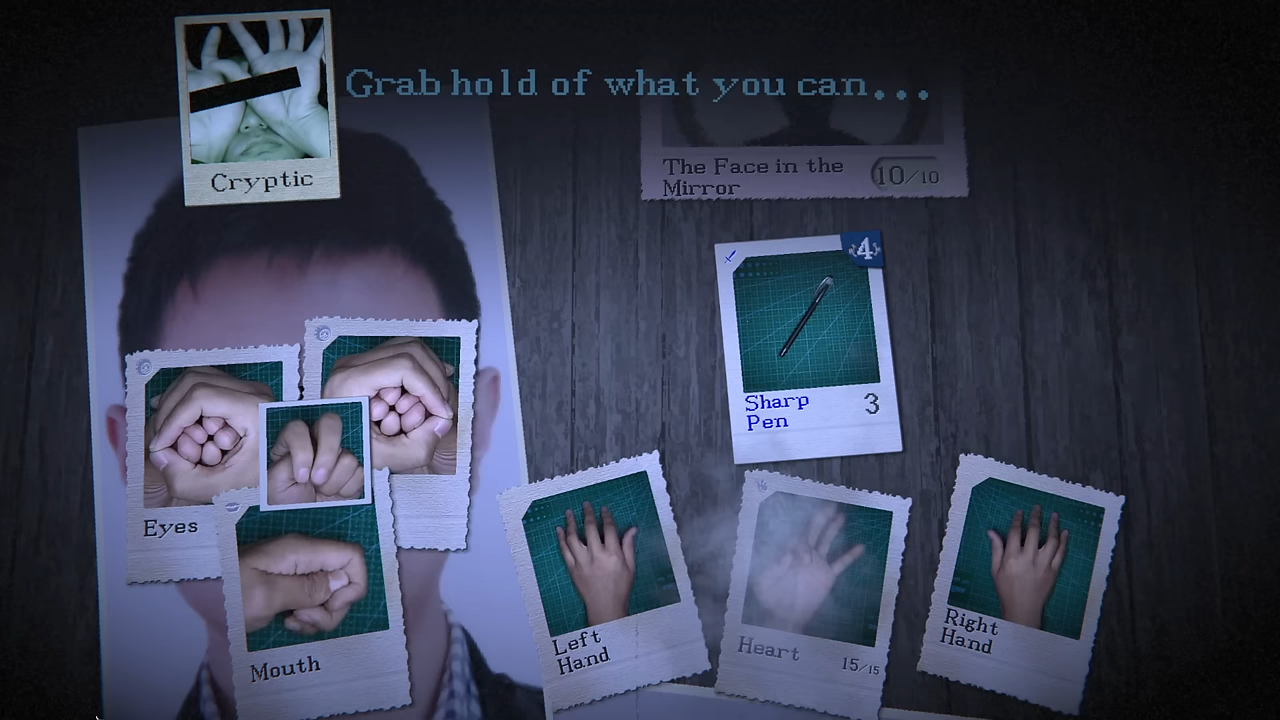 Grab hold of what you can...
Cryptic
The Face in the
Mirror
10/10
4
Sharp
Pen
3
Eyes
Mouth
Left
Hand
Heart
15/15
Right
Hand